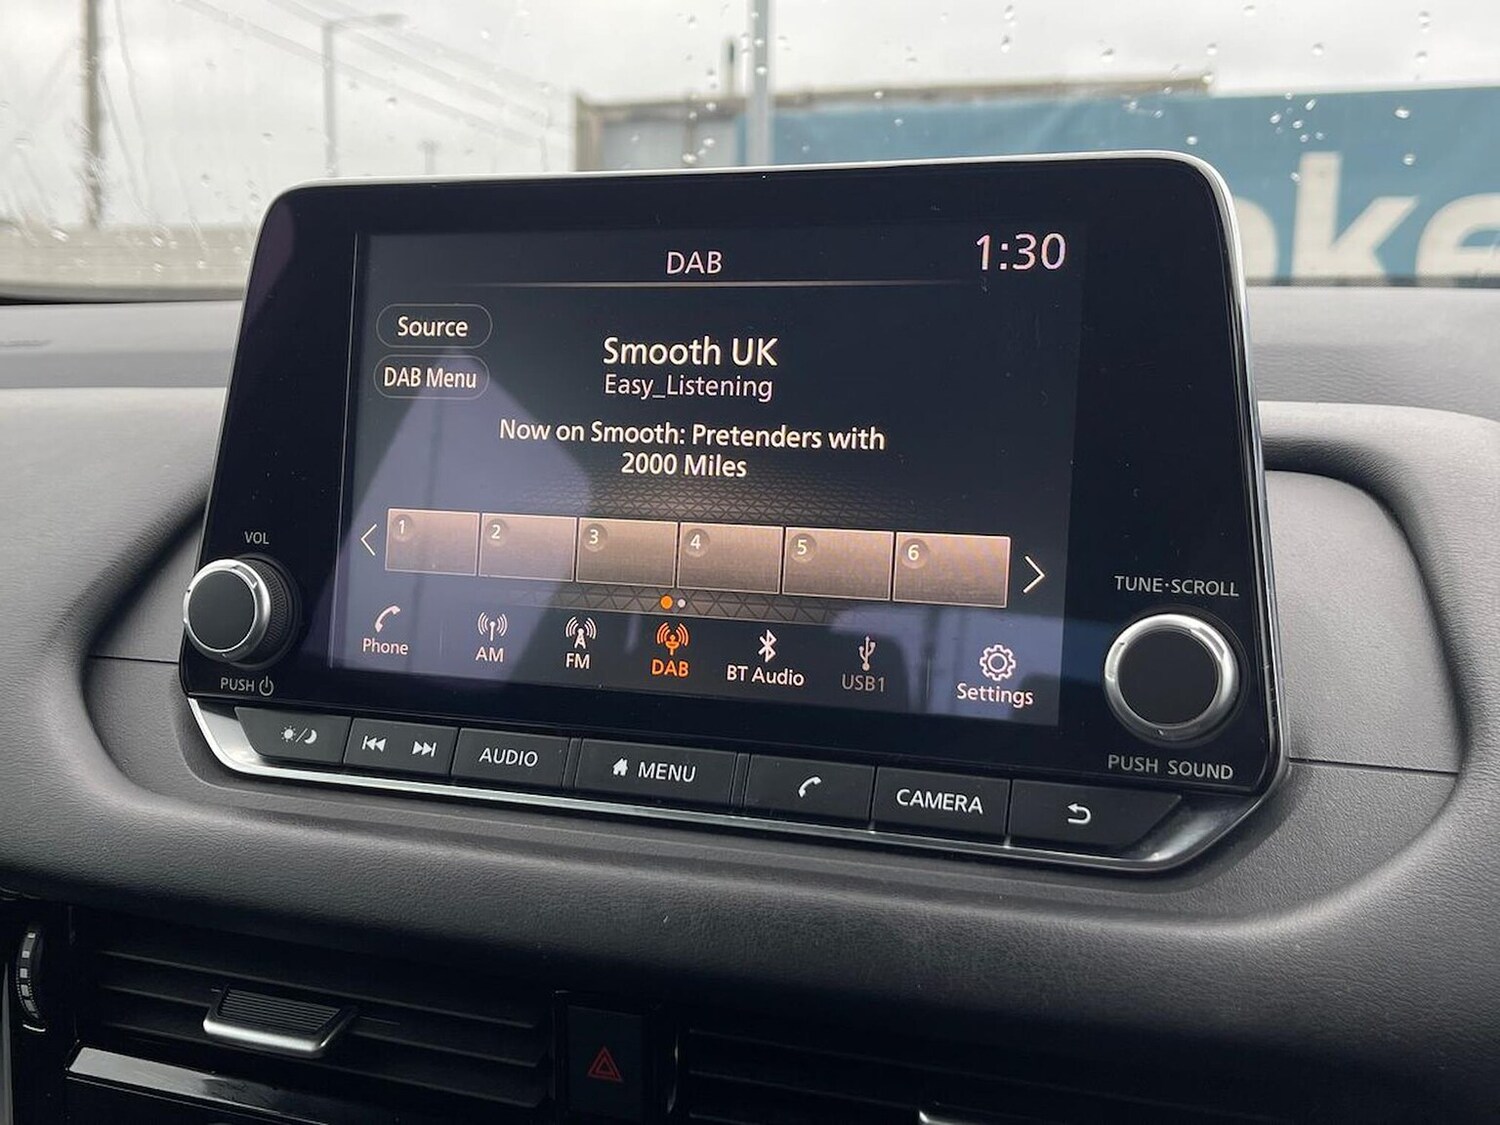 oke
DAB
1:30
Source
DAB Menu
Smooth UK
Easy_Listening
Now on Smooth: Pretenders with
2000 Miles
1 2 3 4 5 6
VOL
PUSH
TUNE·SCROLL
PUSH SOUND
Phone
AM
FM
DAB
BT Audio
USB1
Settings
AUDIO
MENU
CAMERA